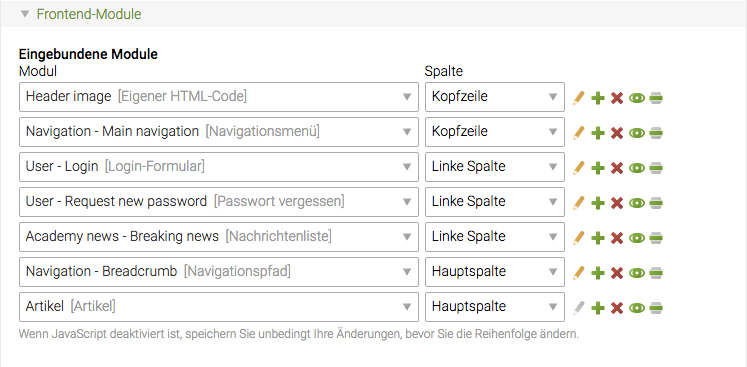 Frontend-Module
Eingebundene Module
Modul Spalte
Header image [Eigener HTML-Code] Kopfzeile
Navigation - Main navigation [Navigationsmenü] Kopfzeile
User - Login [Login-Formular] Linke Spalte
User - Request new password [Passwort vergessen] Linke Spalte
Academy news - Breaking news [Nachrichtenliste] Linke Spalte
Navigation - Breadcrumb [Navigationspfad] Hauptspalte
Artikel [Artikel] Hauptspalte
Wenn JavaScript deaktiviert ist, speichern Sie unbedingt Ihre Änderungen, bevor Sie die Reihenfolge ändern.